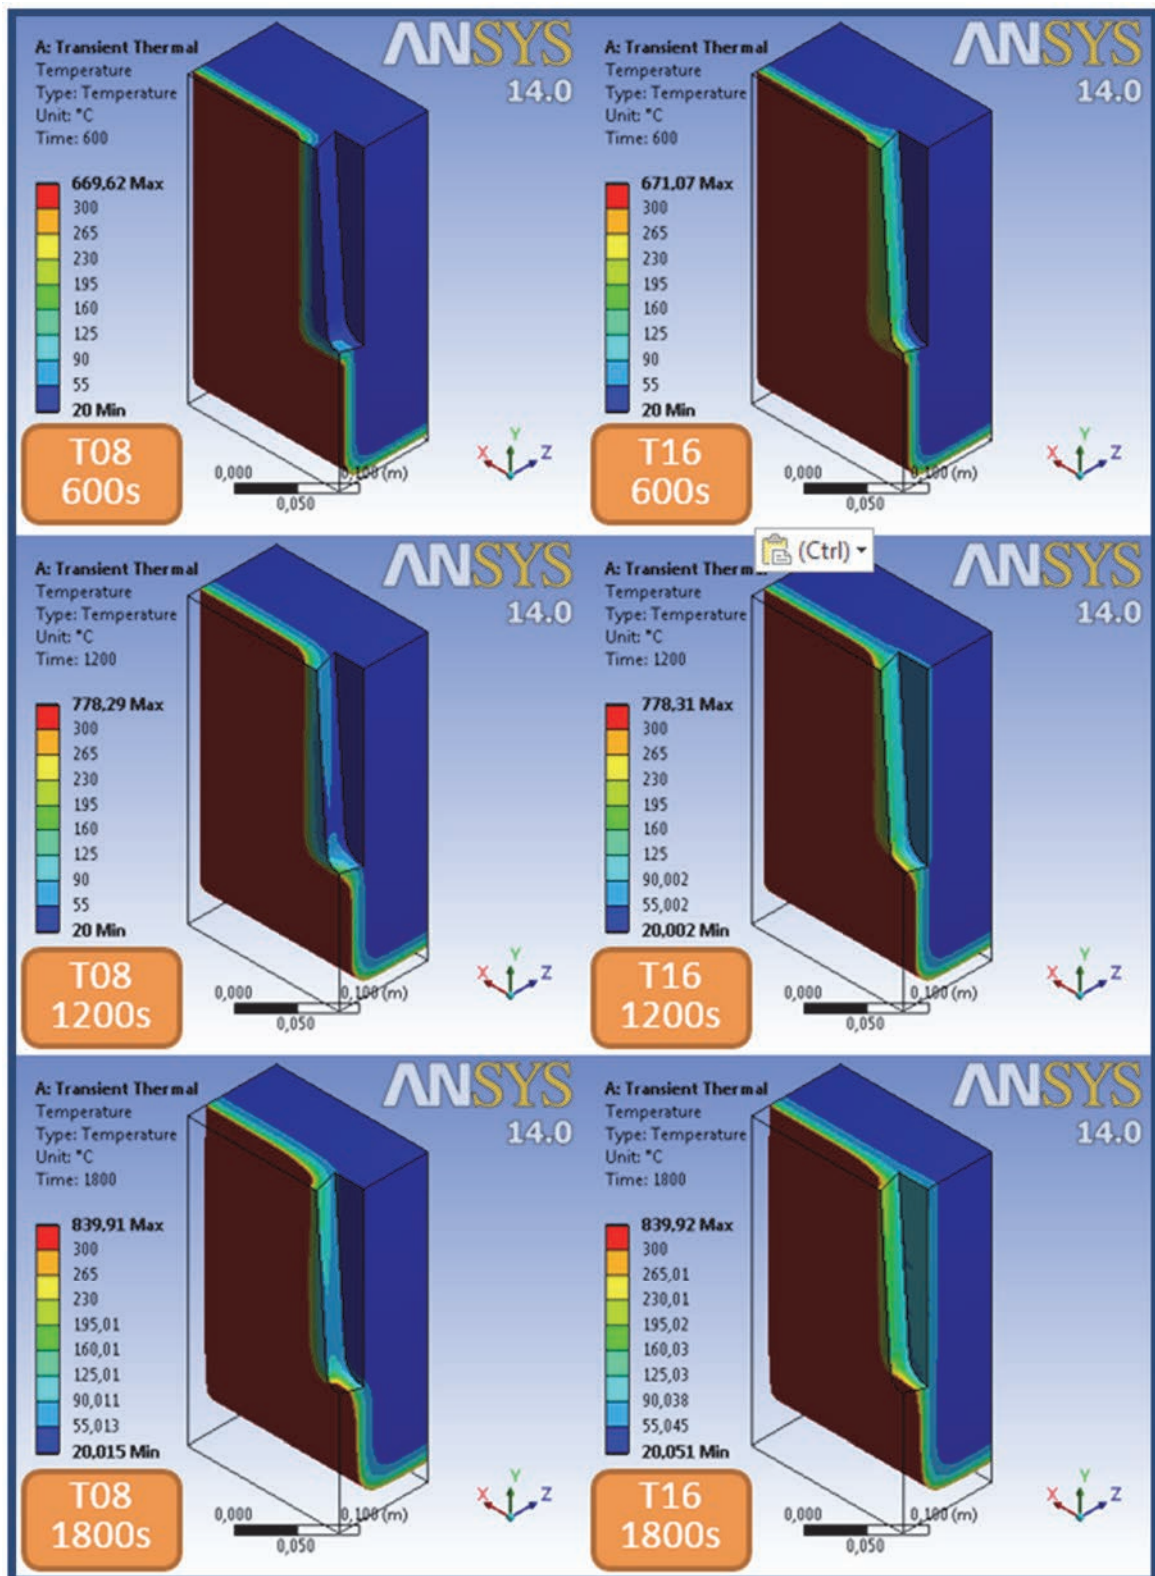 A: Transient Thermal
Temperature
Type: Temperature
Unit: °C
Time: 600
ANSYS
14.0
669,62 Max
300
265
230
195
160
125
90
55
20 Min
T08
600s
0,000
0,100 (m)
0,050
X
Y
Z
A: Transient Thermal
Temperature
Type: Temperature
Unit: °C
Time: 600
ANSYS
14.0
671,07 Max
300
265
230
195
160
125
90
55
20 Min
T16
600s
0,000
0,100 (m)
0,050
X
Y
Z
(Ctrl)
A: Transient Thermal
Temperature
Type: Temperature
Unit: °C
Time: 1200
ANSYS
14.0
778,29 Max
300
265
230
195
160
125
90
55
20 Min
T08
1200s
0,000
0,100 (m)
0,050
X
Y
Z
A: Transient Therma
Temperature
Type: Temperature
Unit: °C
Time: 1200
ANSYS
14.0
778,31 Max
300
265
230
195
160
125
90,002
55,002
20,002 Min
T16
1200s
0,000
0,100 (m)
0,050
X
Y
Z
A: Transient Thermal
Temperature
Type: Temperature
Unit: °C
Time: 1800
ANSYS
14.0
839,91 Max
300
265
230
195,01
160,01
125,01
90,011
55,013
20,015 Min
T08
1800s
0,000
0,100 (m)
0,050
X
Y
Z
A: Transient Thermal
Temperature
Type: Temperature
Unit: °C
Time: 1800
ANSYS
14.0
839,92 Max
300
265,01
230,01
195,02
160,03
125,03
90,038
55,045
20,051 Min
T16
1800s
0,000
0,100 (m)
0,050
X
Y
Z